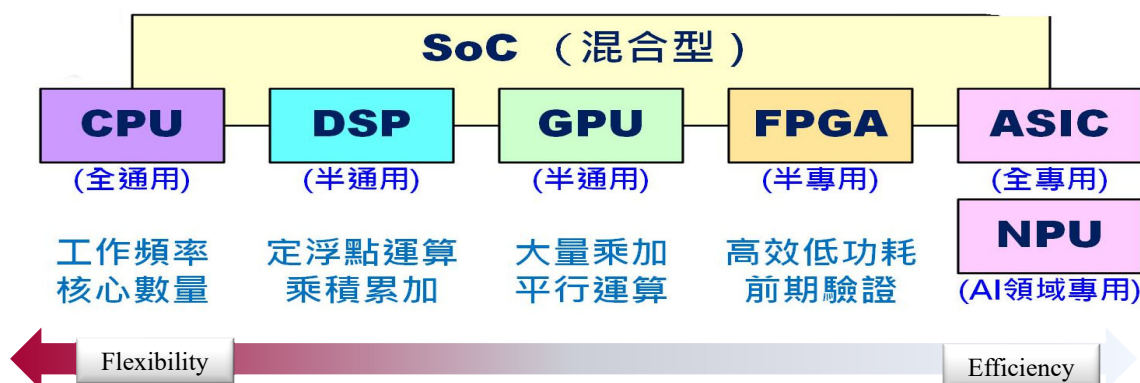 SoC （混合型）
CPU DSP GPU FPGA ASIC
(全通用) (半通用) (半通用) (半專用) (全專用)
NPU
(AI領域專用)
工作頻率 定浮點運算 大量乘加 高效低功耗
核心數量 乘積累加 平行運算 前期驗證
Flexibility Efficiency